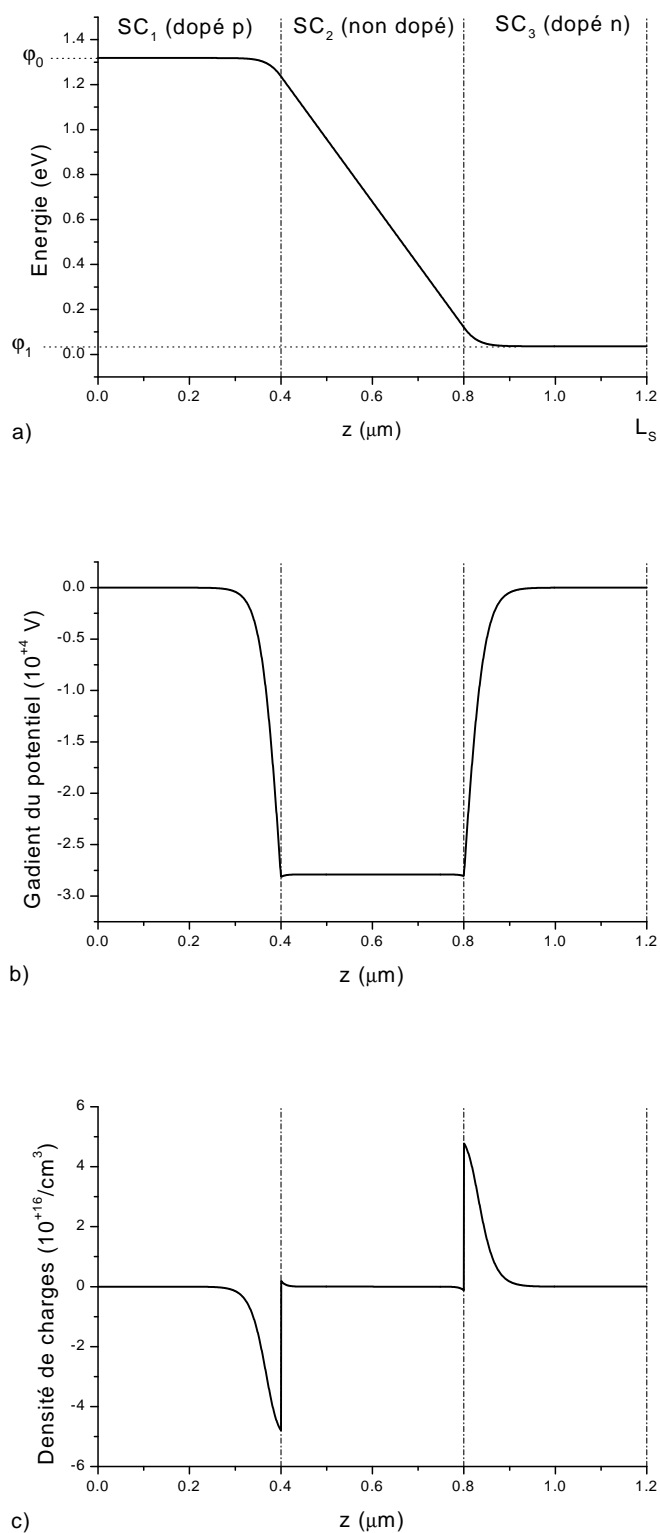 SC1 (dopé p) SC2 (non dopé) SC3 (dopé n)
φ0
1.4
1.2
1.0
0.8
0.6
0.4
0.2
0.0
φ1
Energie (eV)
0.0 0.2 0.4 0.6 0.8 1.0 1.2
a) z (μm) LS
0.0
-0.5
-1.0
-1.5
-2.0
-2.5
-3.0
Gadient du potentiel (10+4 V)
0.0 0.2 0.4 0.6 0.8 1.0 1.2
b) z (μm)
6
4
2
0
-2
-4
-6
Densité de charges (10+16/cm3)
0.0 0.2 0.4 0.6 0.8 1.0 1.2
c) z (μm)